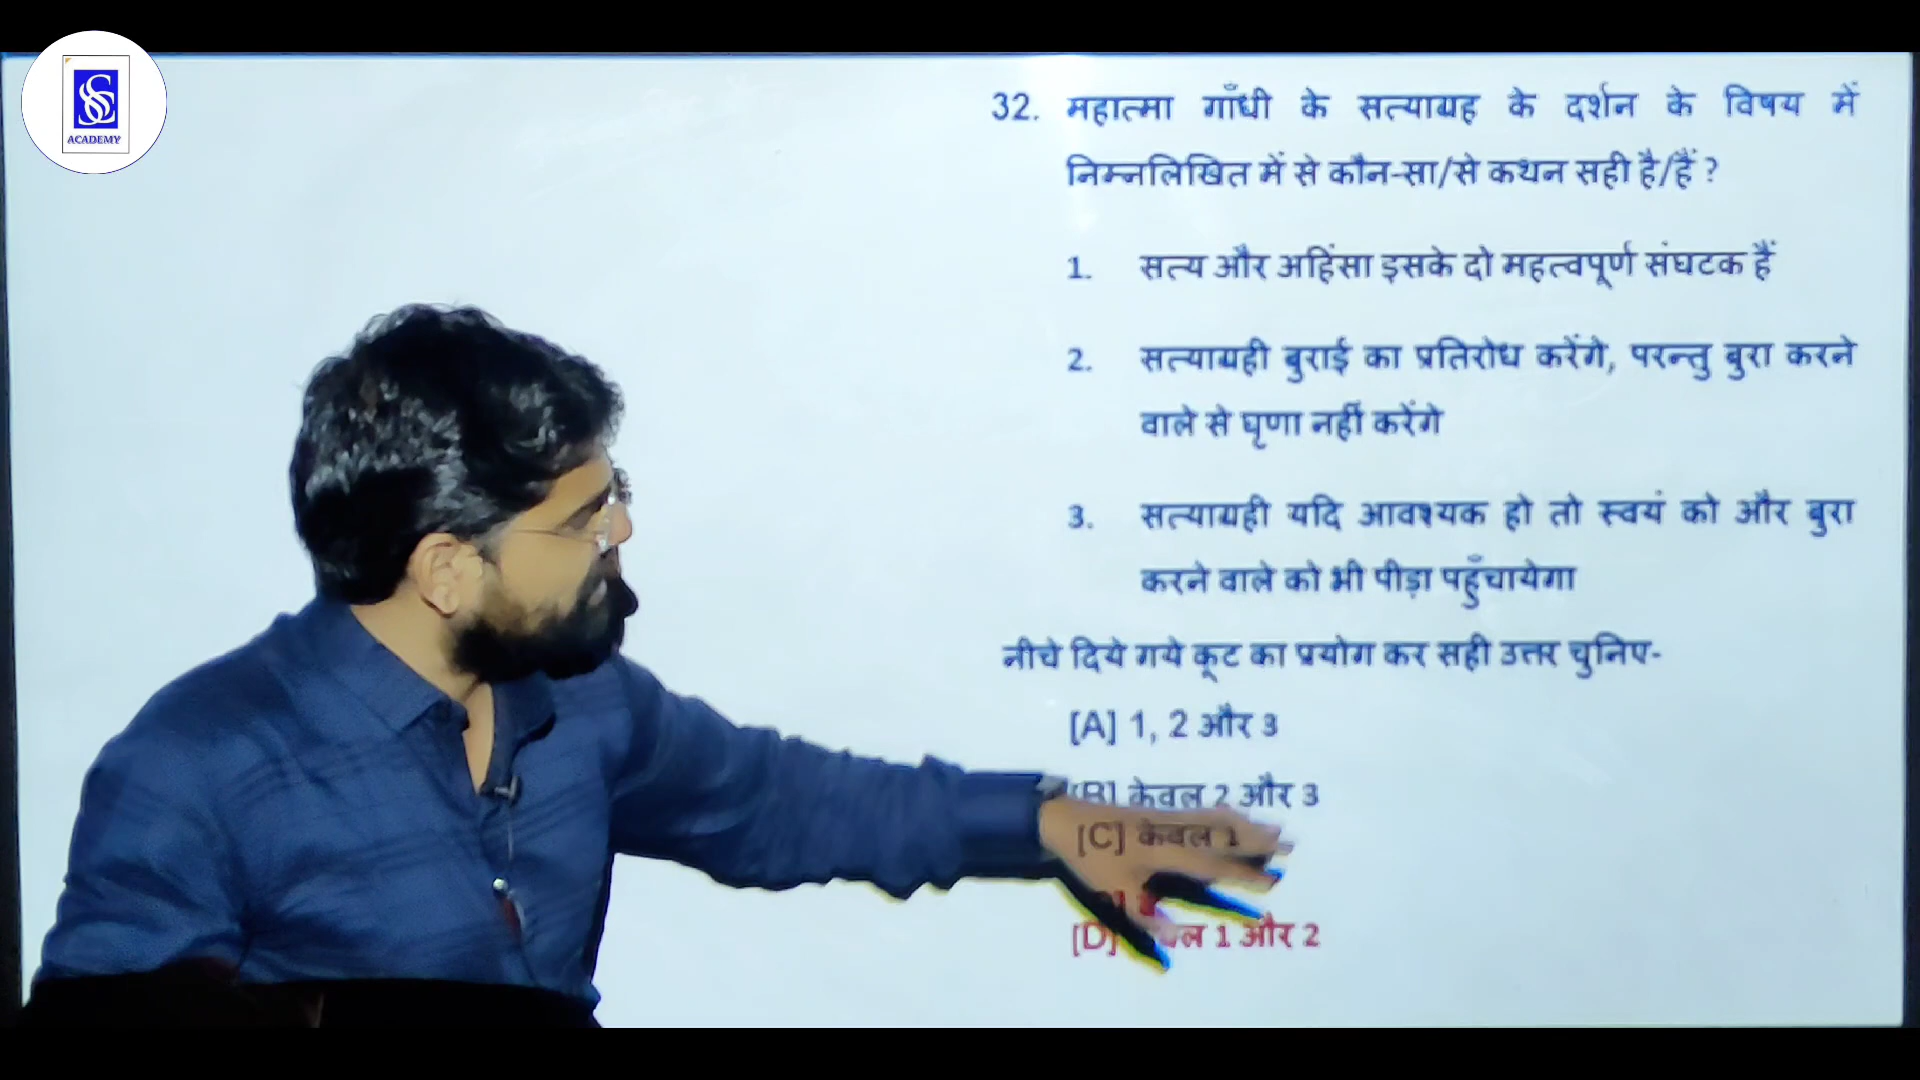 SSC
ACADEMY
32. महात्मा गाँधी के सत्याग्रह के दर्शन के विषय में
निम्नलिखित में से कौन-सा/से कथन सही है/हैं ?
1. सत्य और अहिंसा इसके दो महत्वपूर्ण संघटक हैं
2. सत्याग्रही बुराई का प्रतिरोध करेंगे, परन्तु बुरा करने
वाले से घृणा नहीं करेंगे
3. सत्याग्रही यदि आवश्यक हो तो स्वयं को और बुरा
करने वाले को भी पीड़ा पहुँचायेगा
नीचे दिये गये कूट का प्रयोग कर सही उत्तर चुनिए-
[A] 1, 2 और 3
[B] केवल 2 और 3
[C] केवल 1
[D] 1 और 2